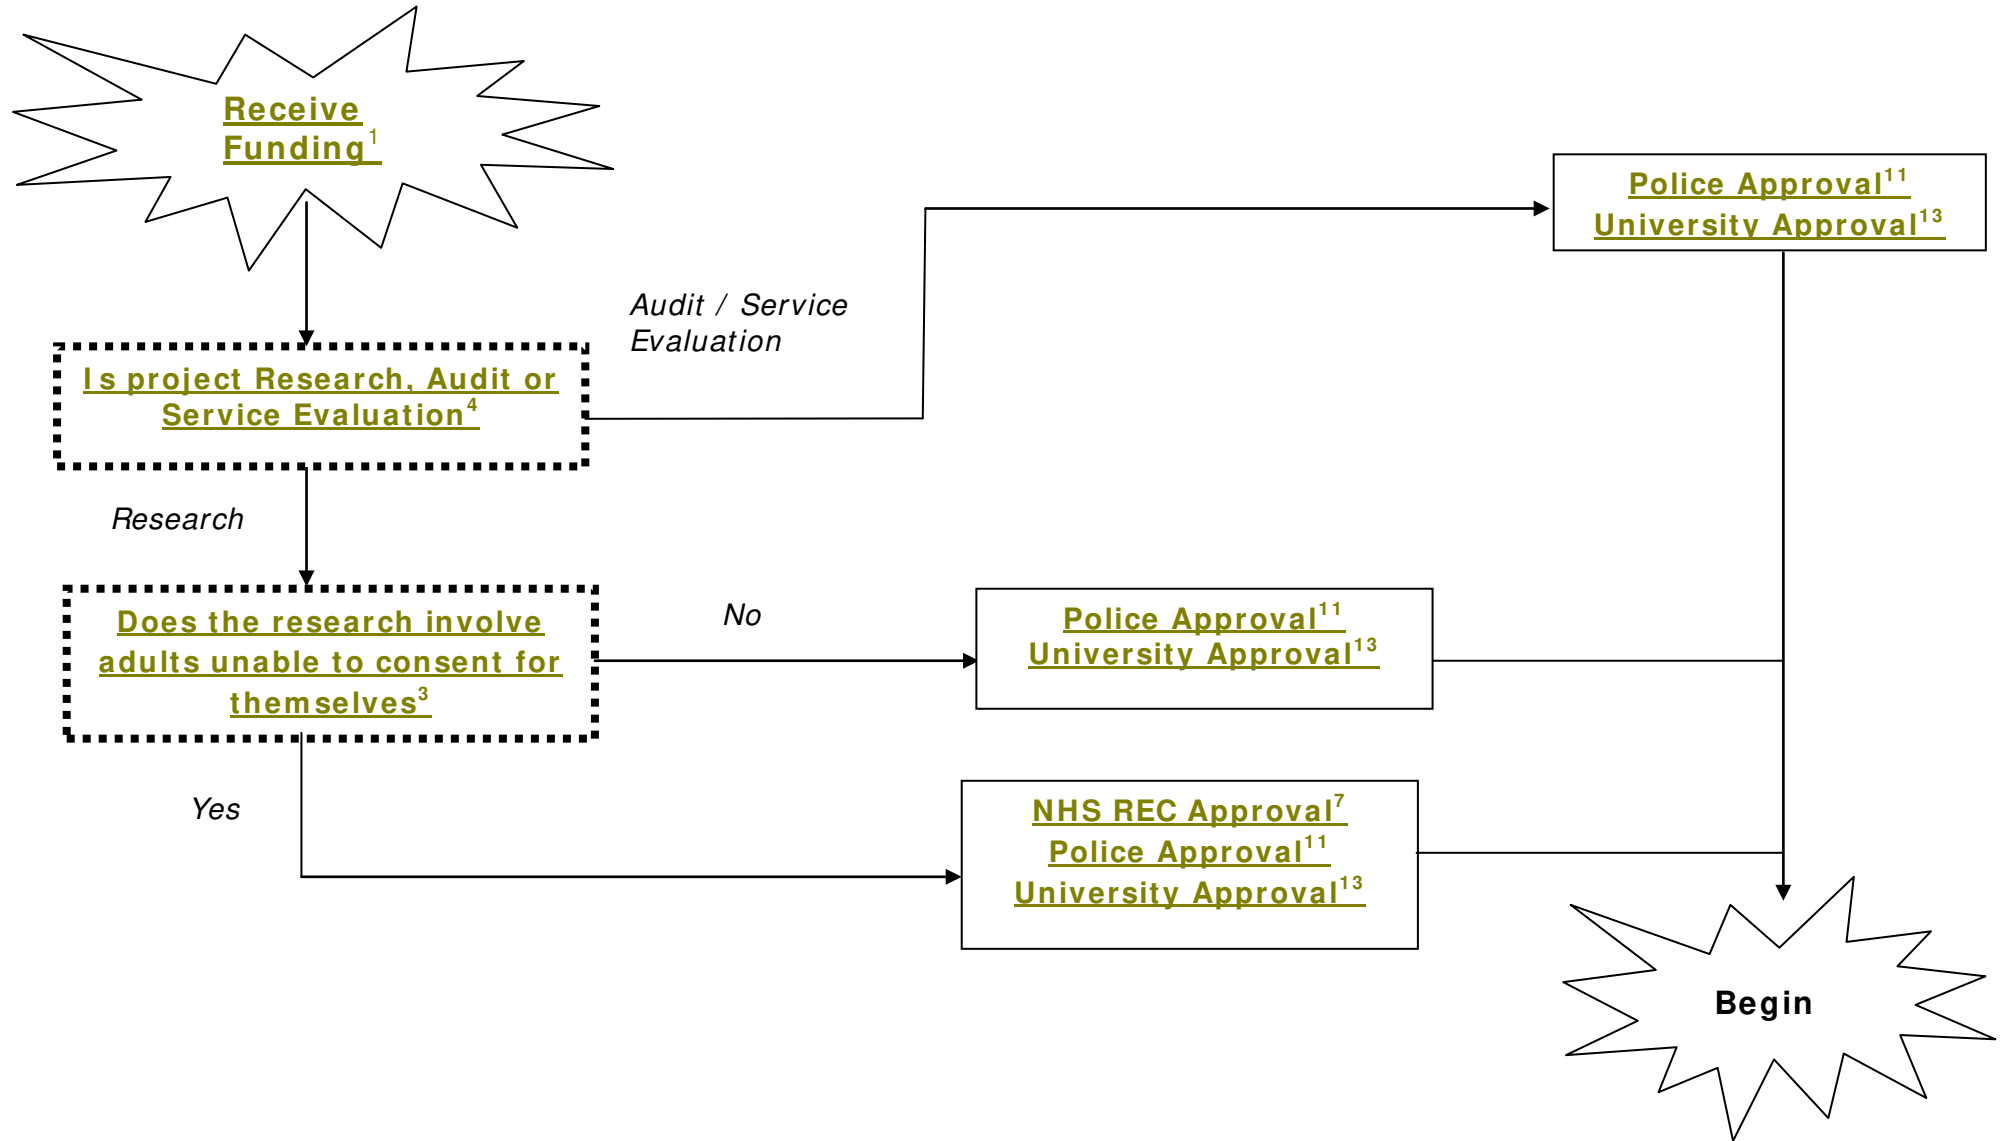 Receive
Funding¹
Police Approval¹¹
University Approval¹³
Audit / Service
Evaluation
Is project Research, Audit or
Service Evaluation⁴
Research
Does the research involve
adults unable to consent for
themselves³
No
Police Approval¹¹
University Approval¹³
Yes
NHS REC Approval⁷
Police Approval¹¹
University Approval¹³
Begin